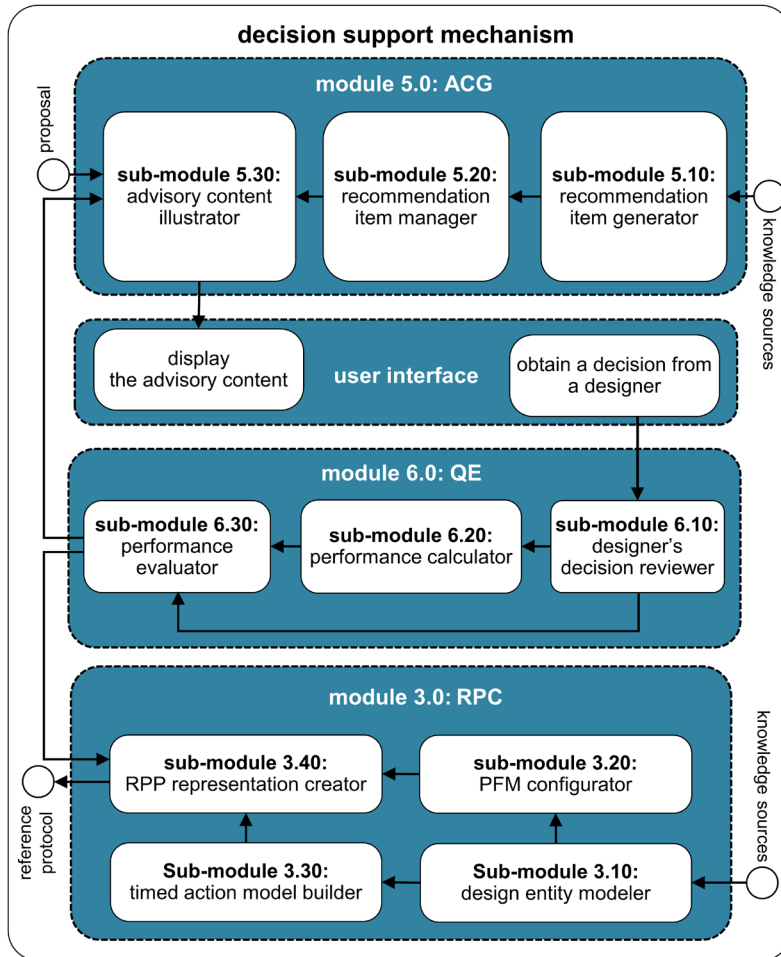 decision support mechanism
module 5.0: ACG
proposal
sub-module 5.30:
advisory content
illustrator
sub-module 5.20:
recommendation
item manager
sub-module 5.10:
recommendation
item generator
knowledge sources
display
the advisory content
user interface
obtain a decision from
a designer
module 6.0: QE
sub-module 6.30:
performance
evaluator
sub-module 6.20:
performance calculator
sub-module 6.10:
designer's
decision reviewer
module 3.0: RPC
knowledge sources
sub-module 3.40:
RPP representation creator
sub-module 3.20:
PFM configurator
reference
protocol
Sub-module 3.30:
timed action model builder
Sub-module 3.10:
design entity modeler